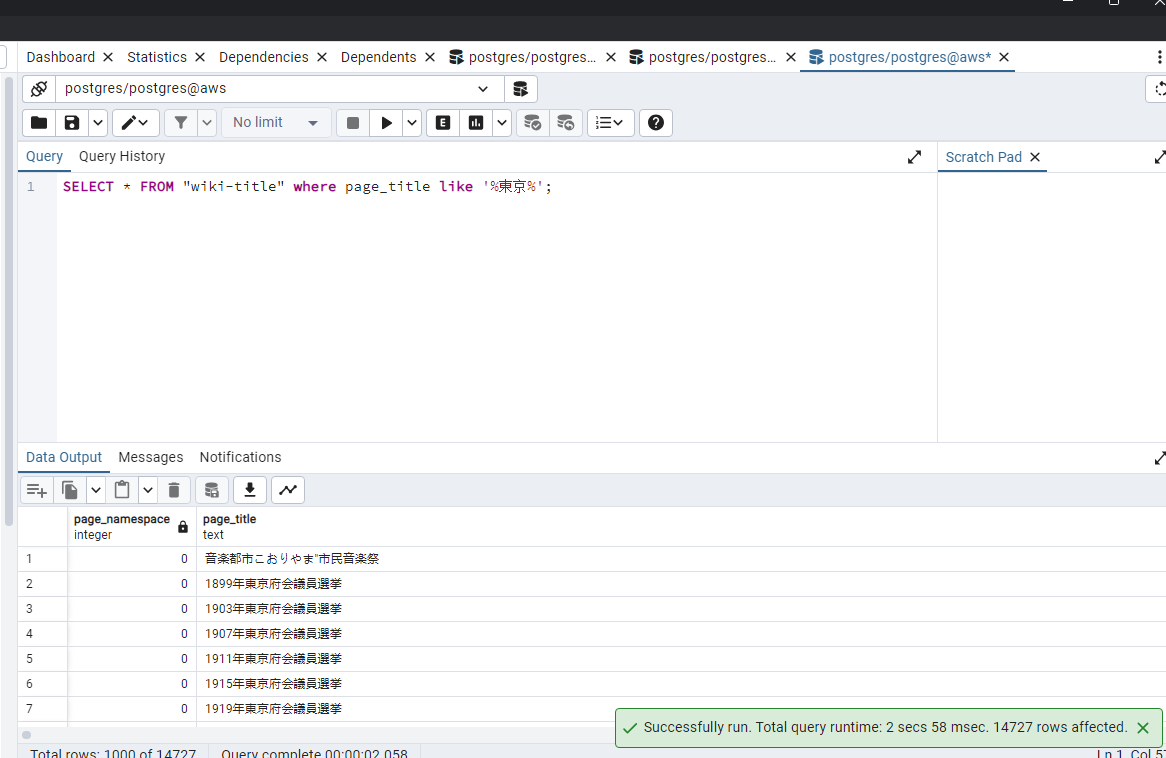 Dashboard Statistics Dependencies Dependents postgres/postgres... postgres/postgres... postgres/postgres@aws*
postgres/postgres@aws
No limit E
Query Query History Scratch Pad
1 SELECT * FROM "wiki-title" where page_title like '%東京%';
Data Output Messages Notifications
page_namespace page_title
integer text
1 0 音楽都市こおりやま"市民音楽祭
2 0 1899年東京府会議員選挙
3 0 1903年東京府会議員選挙
4 0 1907年東京府会議員選挙
5 0 1911年東京府会議員選挙
6 0 1915年東京府会議員選挙
7 0 1919年東京府会議員選挙
Successfully run. Total query runtime: 2 secs 58 msec. 14727 rows affected.
Total rows: 1000 of 14727 Query complete 00:00:02.058 Ln 1, Col 57